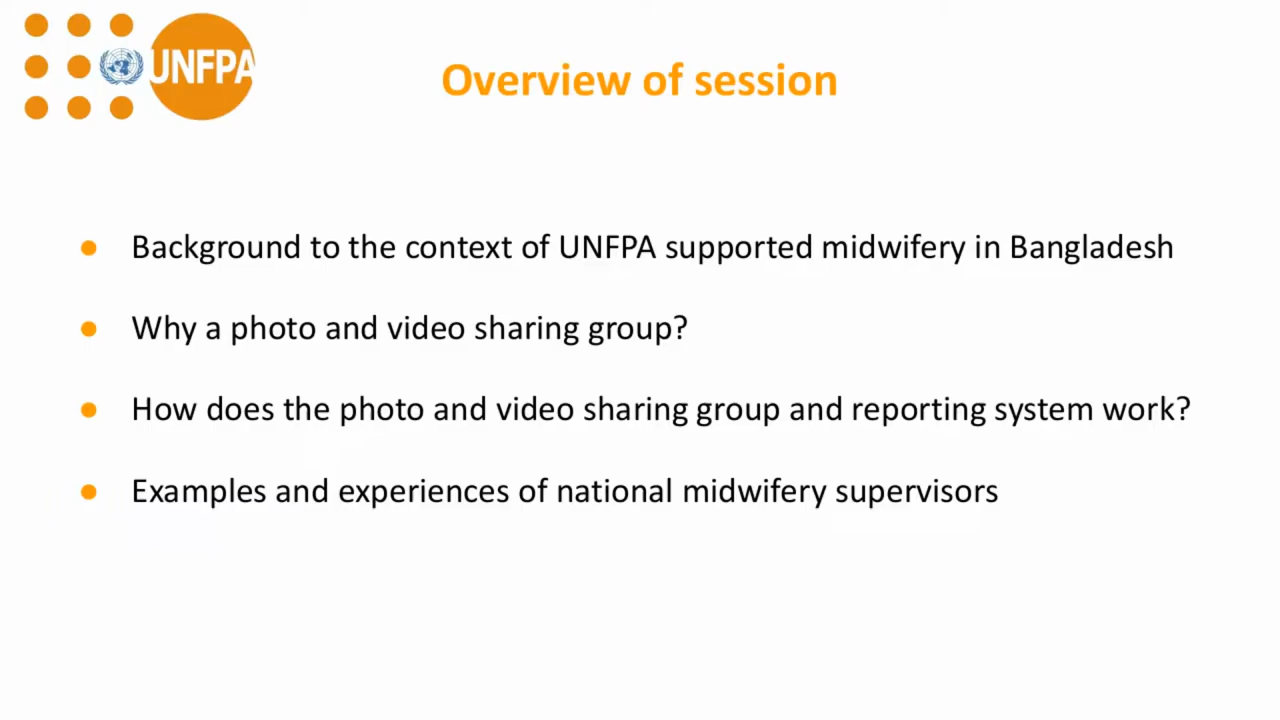 UNFPA
Overview of session
Background to the context of UNFPA supported midwifery in Bangladesh
Why a photo and video sharing group?
How does the photo and video sharing group and reporting system work?
Examples and experiences of national midwifery supervisors